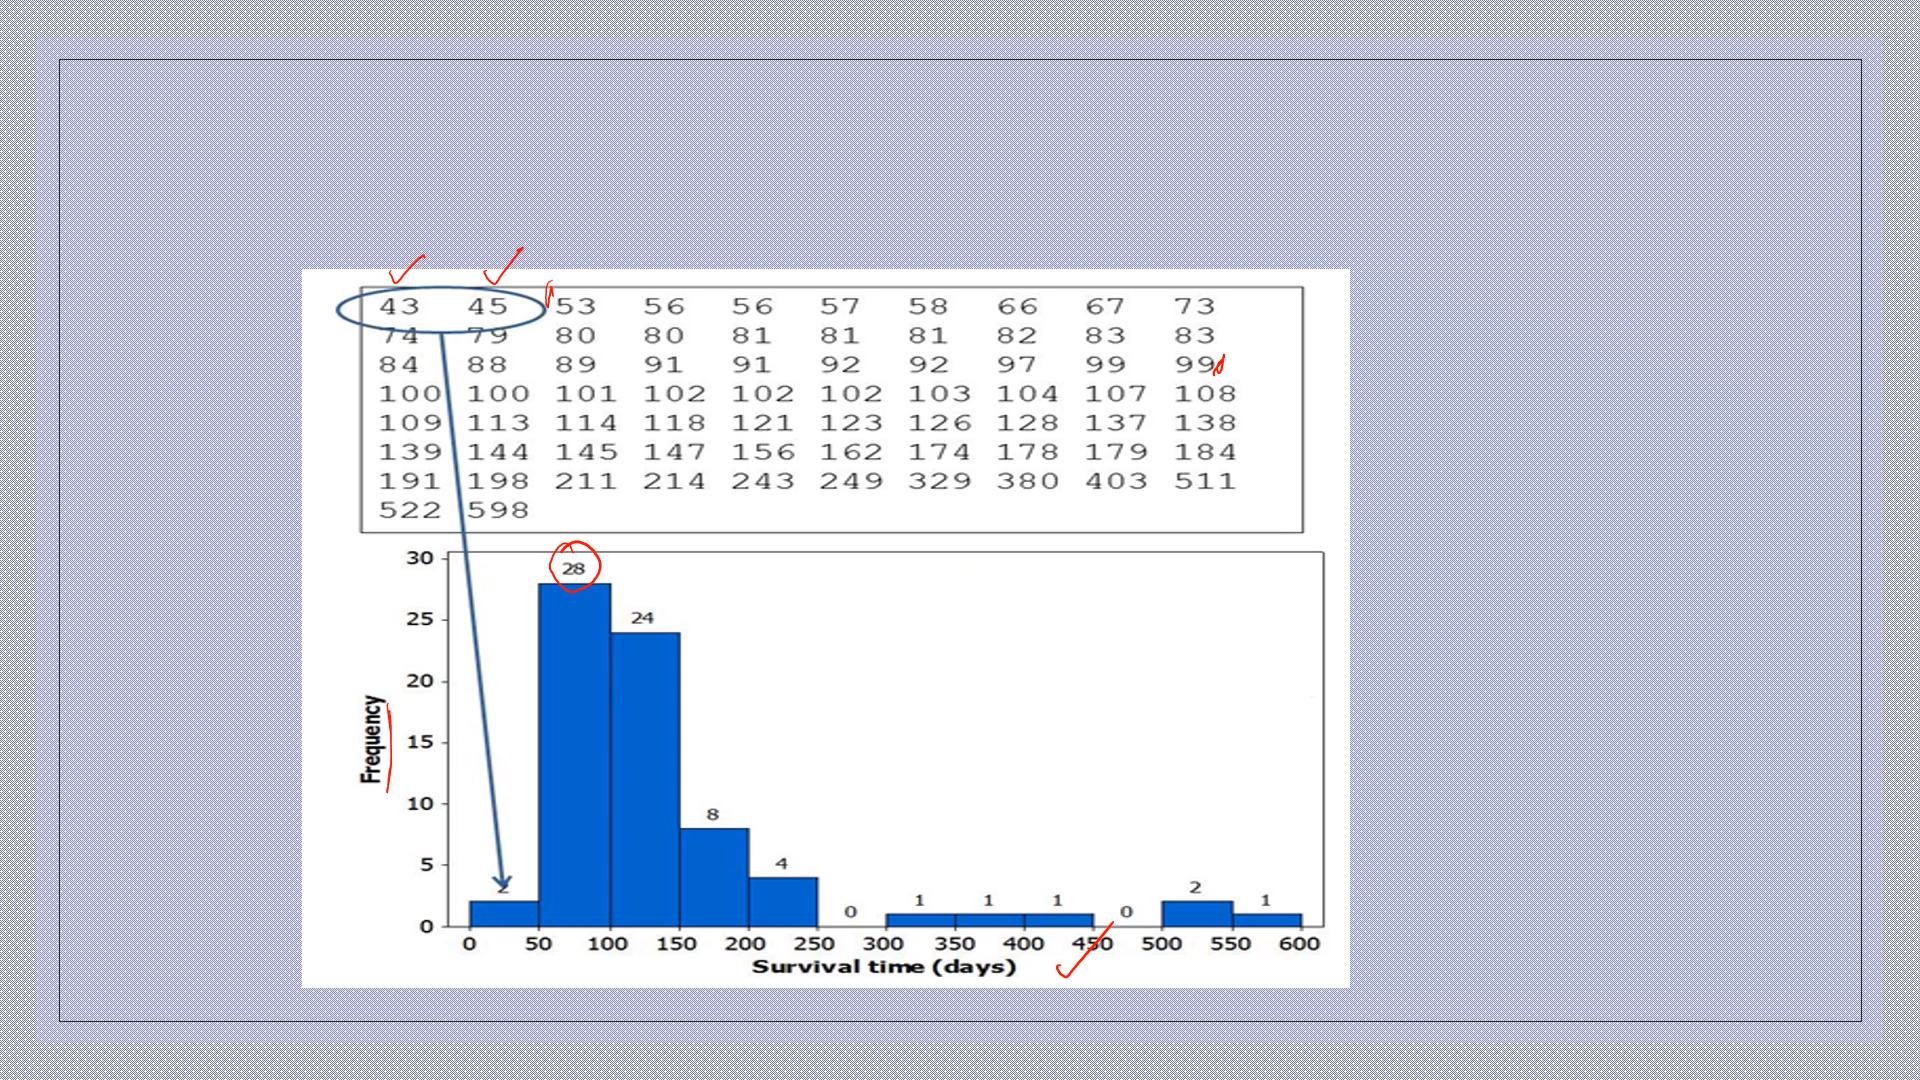 43 45 53 56 56 57 58 66 67 73
74 79 80 80 81 81 81 82 83 83
84 88 89 91 91 92 92 97 99 99
100 100 101 102 102 102 103 104 107 108
109 113 114 118 121 123 126 128 137 138
139 144 145 147 156 162 174 178 179 184
191 198 211 214 243 249 329 380 403 511
522 598
30
25
20
15
10
5
0
Frequency
2 28 24 8 4 0 1 1 1 0 2 1
0 50 100 150 200 250 300 350 400 450 500 550 600
Survival time (days)